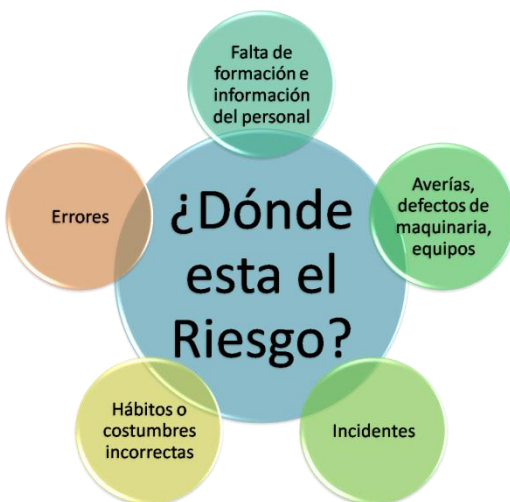 Falta de
formación e
información
del personal
Averías,
defectos de
maquinaria,
equipos
Incidentes
Hábitos o
costumbres
incorrectas
Errores
¿Dónde
esta el
Riesgo?